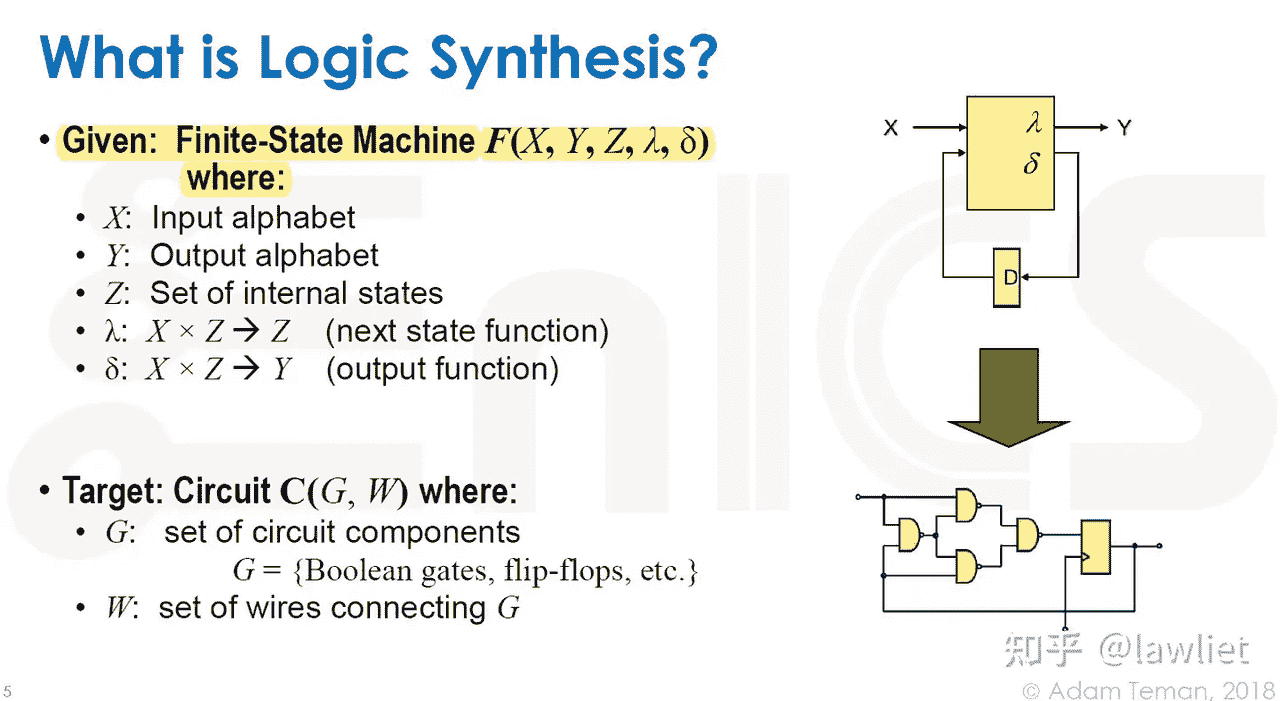 What is Logic Synthesis?
• Given: Finite-State Machine F(X, Y, Z, λ, δ)
where:
• X: Input alphabet
• Y: Output alphabet
• Z: Set of internal states
• λ: X × Z → Z (next state function)
• δ: X × Z → Y (output function)
• Target: Circuit C(G, W) where:
• G: set of circuit components
G = {Boolean gates, flip-flops, etc.}
• W: set of wires connecting G
X λ Y
δ
D
EnICS
知乎 @lawliet
5
© Adam Teman, 2018